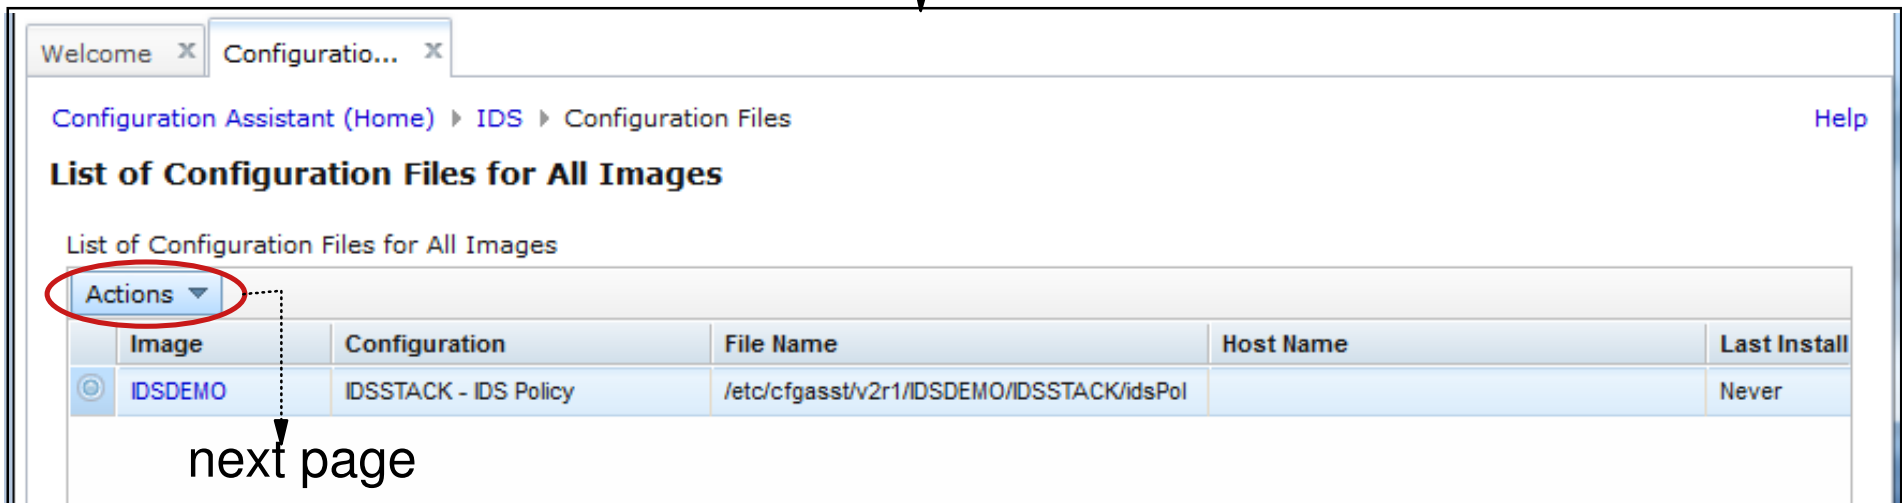 Welcome x Configuratio... x
Configuration Assistant (Home) IDS Configuration Files Help
List of Configuration Files for All Images
List of Configuration Files for All Images
Actions
Image Configuration File Name Host Name Last Install
IDSDEMO IDSSTACK - IDS Policy /etc/cfgasst/v2r1/IDSDEMO/IDSSTACK/idsPol Never
next page